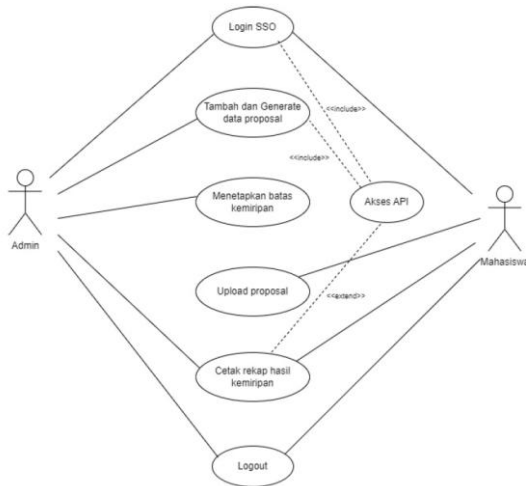 Login SSO
Tambah dan Generate
data proposal
<<include>>
<<include>>
Menetapkan batas
kemiripan
Akses API
Admin
Mahasiswa
Upload proposal
<<extend>>
Cetak rekap hasil
kemiripan
Logout